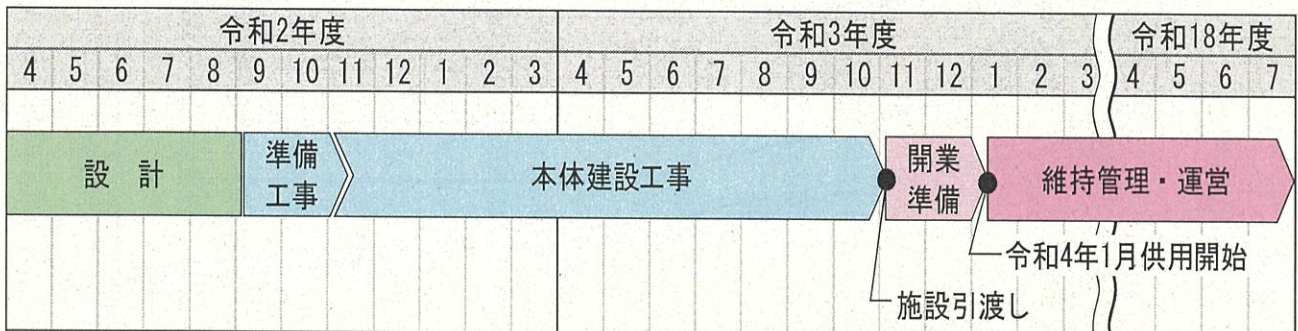 令和2年度 令和3年度 令和18年度
4 5 6 7 8 9 10 11 12 1 2 3 4 5 6 7 8 9 10 11 12 1 2 3 4 5 6 7
設 計
準備
工事
本体建設工事
開業
準備
維持管理・運営
令和4年1月供用開始
施設引渡し